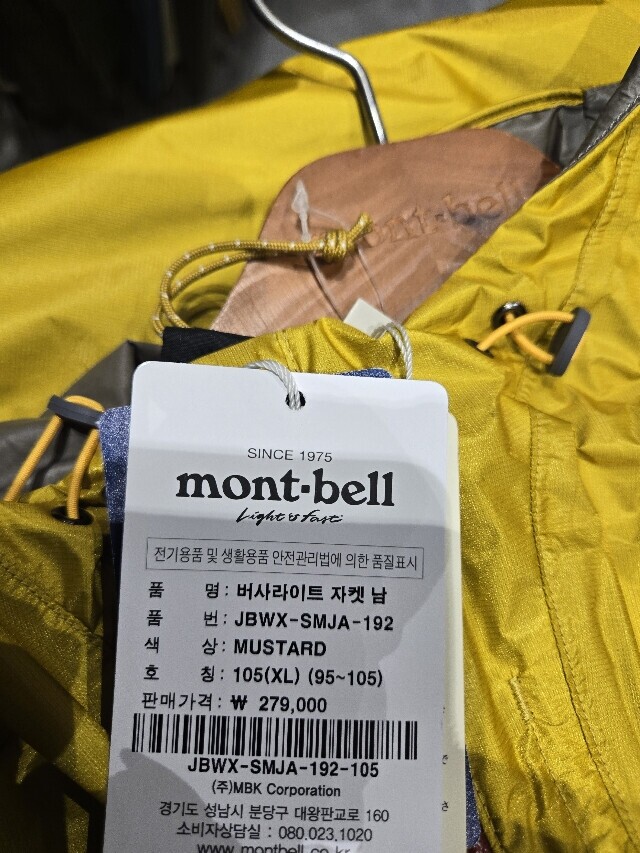 mont-bell
SINCE 1975
mont-bell
Light & Fast
전기용품 및 생활용품 안전관리법에 의한 품질표시
품 명 : 버사라이트 자켓 남
품 번 : JBWX-SMJA-192
색 상 : MUSTARD
호 칭 : 105(XL) (95~105)
판매가격 : ₩ 279,000
JBWX-SMJA-192-105
(주)MBK Corporation
경기도 성남시 분당구 대왕판교로 160
소비자상담실 : 080.023.1020
www.montbell.co.kr